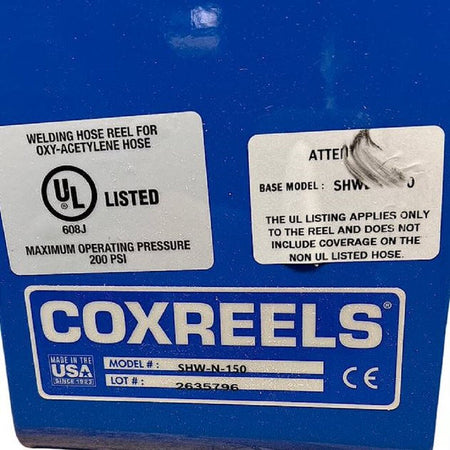 WELDING HOSE REEL FOR
OXY-ACETYLENE HOSE
UL LISTED
608J
MAXIMUM OPERATING PRESSURE
200 PSI
BASE MODEL:
THE UL LISTING APPLIES ONLY
TO THE REEL AND DOES NOT
INCLUDE COVERAGE ON THE
NON UL LISTED HOSE.
COXREELS®
MADE IN THE
USA
SINCE 1923
MODEL #: SHW-N-150
LOT #: 2635796
CE